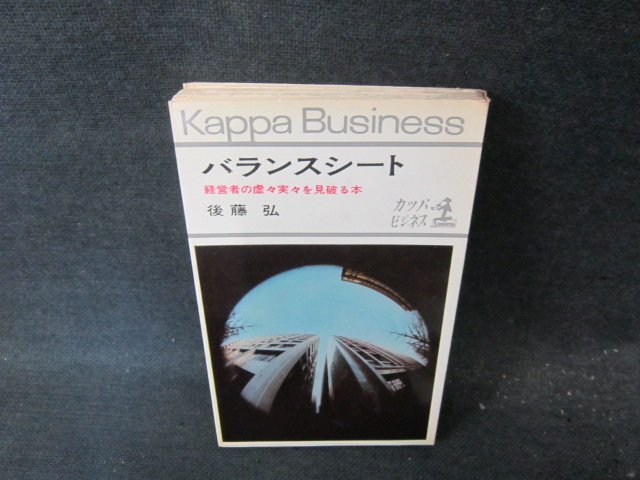 Kappa Business
バランスシート
経営者の虚々実々を見破る本
後藤 弘
カッパ
ビジネス